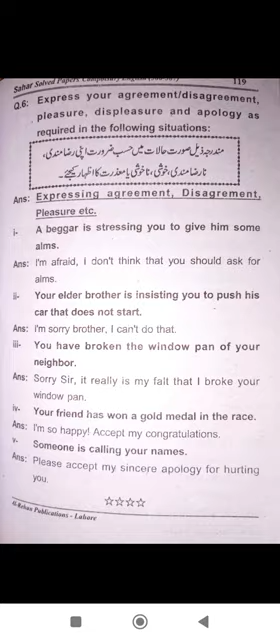 Sahar Solved Papers Compulsory English
119
Q.6: Express your agreement/disagreement,
pleasure, displeasure and apology as
required in the following situations:
مندرجہ ذیل صورت حالات میں حسب ضرورت اپنی رضا مندی،
نا رضا مندی، خوشی، ناخوشی یا معذرت کا اظہار کیجئے۔
Ans: Expressing agreement, Disagrement,
Pleasure etc.
i- A beggar is stressing you to give him some
alms.
Ans: I'm afraid, I don't think that you should ask for
alms.
ii- Your elder brother is insisting you to push his
car that does not start.
Ans: I'm sorry brother, I can't do that.
iii- You have broken the window pan of your
neighbor.
Ans: Sorry Sir, it really is my falt that I broke your
window pan.
iv- Your friend has won a gold medal in the race.
Ans: I'm so happy! Accept my congratulations.
v- Someone is calling your names.
Ans: Please accept my sincere apology for hurting
you.
☆☆☆☆
Publications - Lahore